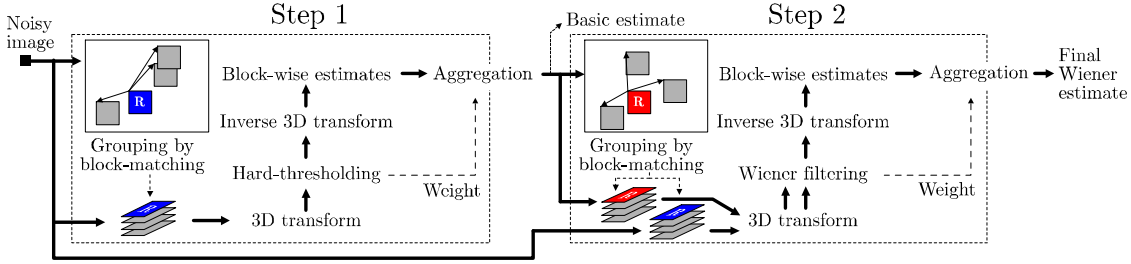 Step 1
Step 2
Noisy
image
Basic estimate
Final
Wiener
estimate
R
Block-wise estimates
Aggregation
Inverse 3D transform
Grouping by
block-matching
Hard-thresholding
Weight
3D transform
R
Block-wise estimates
Aggregation
Inverse 3D transform
Grouping by
block-matching
Wiener filtering
Weight
3D transform